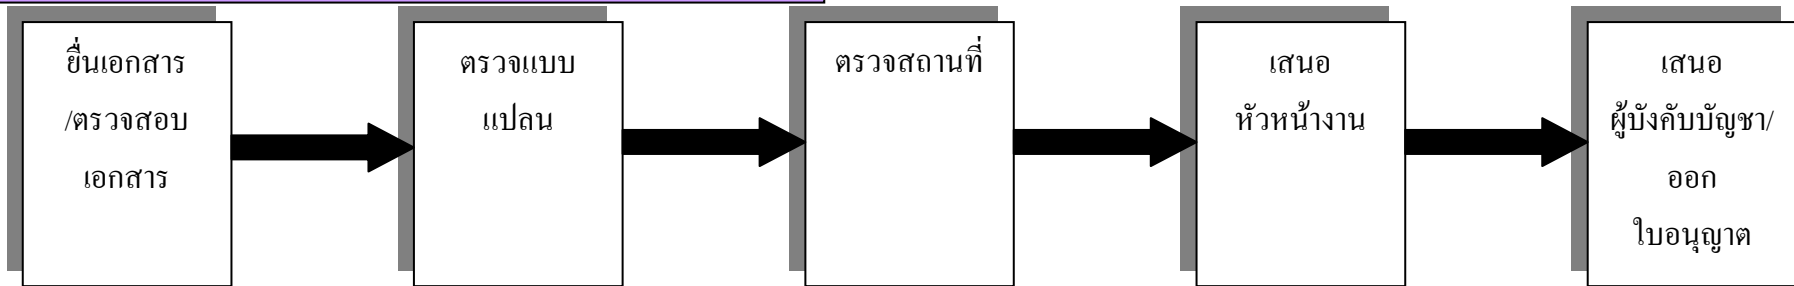 ยื่นเอกสาร
/ตรวจสอบ
เอกสาร
ตรวจแบบ
แปลน
ตรวจสถานที่
เสนอ
หัวหน้างาน
เสนอ
ผู้บังคับบัญชา/
ออก
ใบอนุญาต